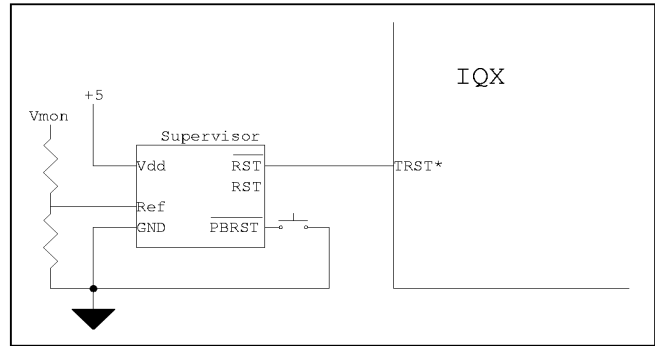 IQX
+5
Vmon
Supervisor
Vdd
RST
TRST*
RST
Ref
GND
PBRST